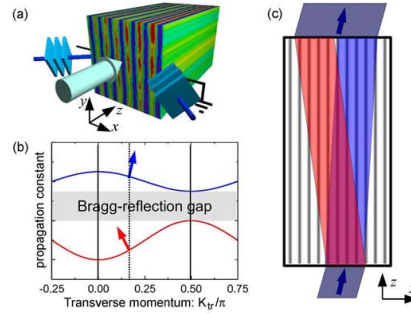 (a)
y
z
x
(b)
propagation constant
Bragg-reflection gap
-0.25 0.00 0.25 0.50 0.75
Transverse momentum: K_tr/π
(c)
z
x